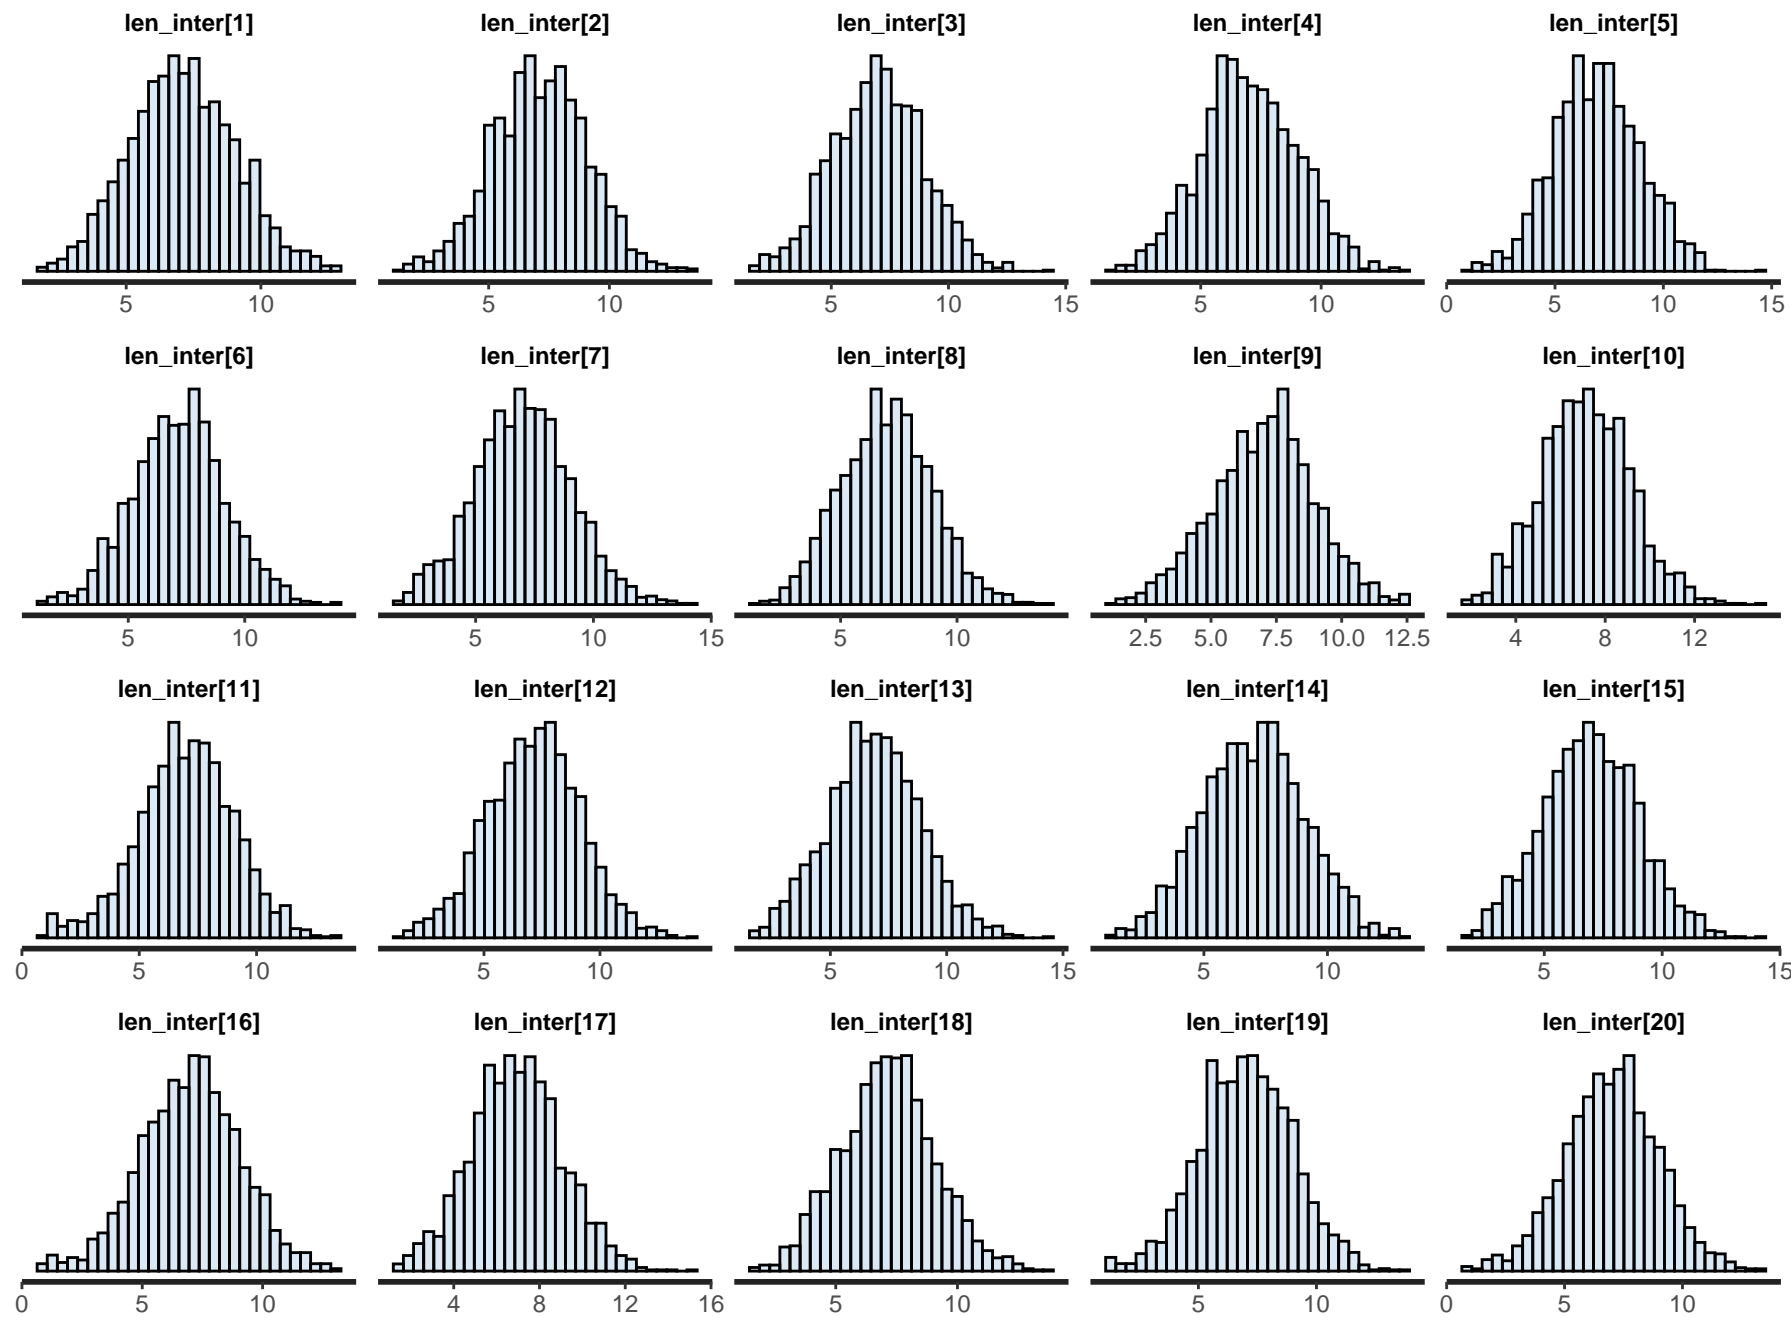 len_inter[1] len_inter[2] len_inter[3] len_inter[4] len_inter[5]
5 10 5 10 5 10 15 5 10 0 5 10 15
len_inter[6] len_inter[7] len_inter[8] len_inter[9] len_inter[10]
5 10 5 10 15 5 10 2.5 5.0 7.5 10.0 12.5 4 8 12
len_inter[11] len_inter[12] len_inter[13] len_inter[14] len_inter[15]
0 5 10 5 10 5 10 15 5 10 5 10 15
len_inter[16] len_inter[17] len_inter[18] len_inter[19] len_inter[20]
0 5 10 4 8 12 16 5 10 5 10 0 5 10